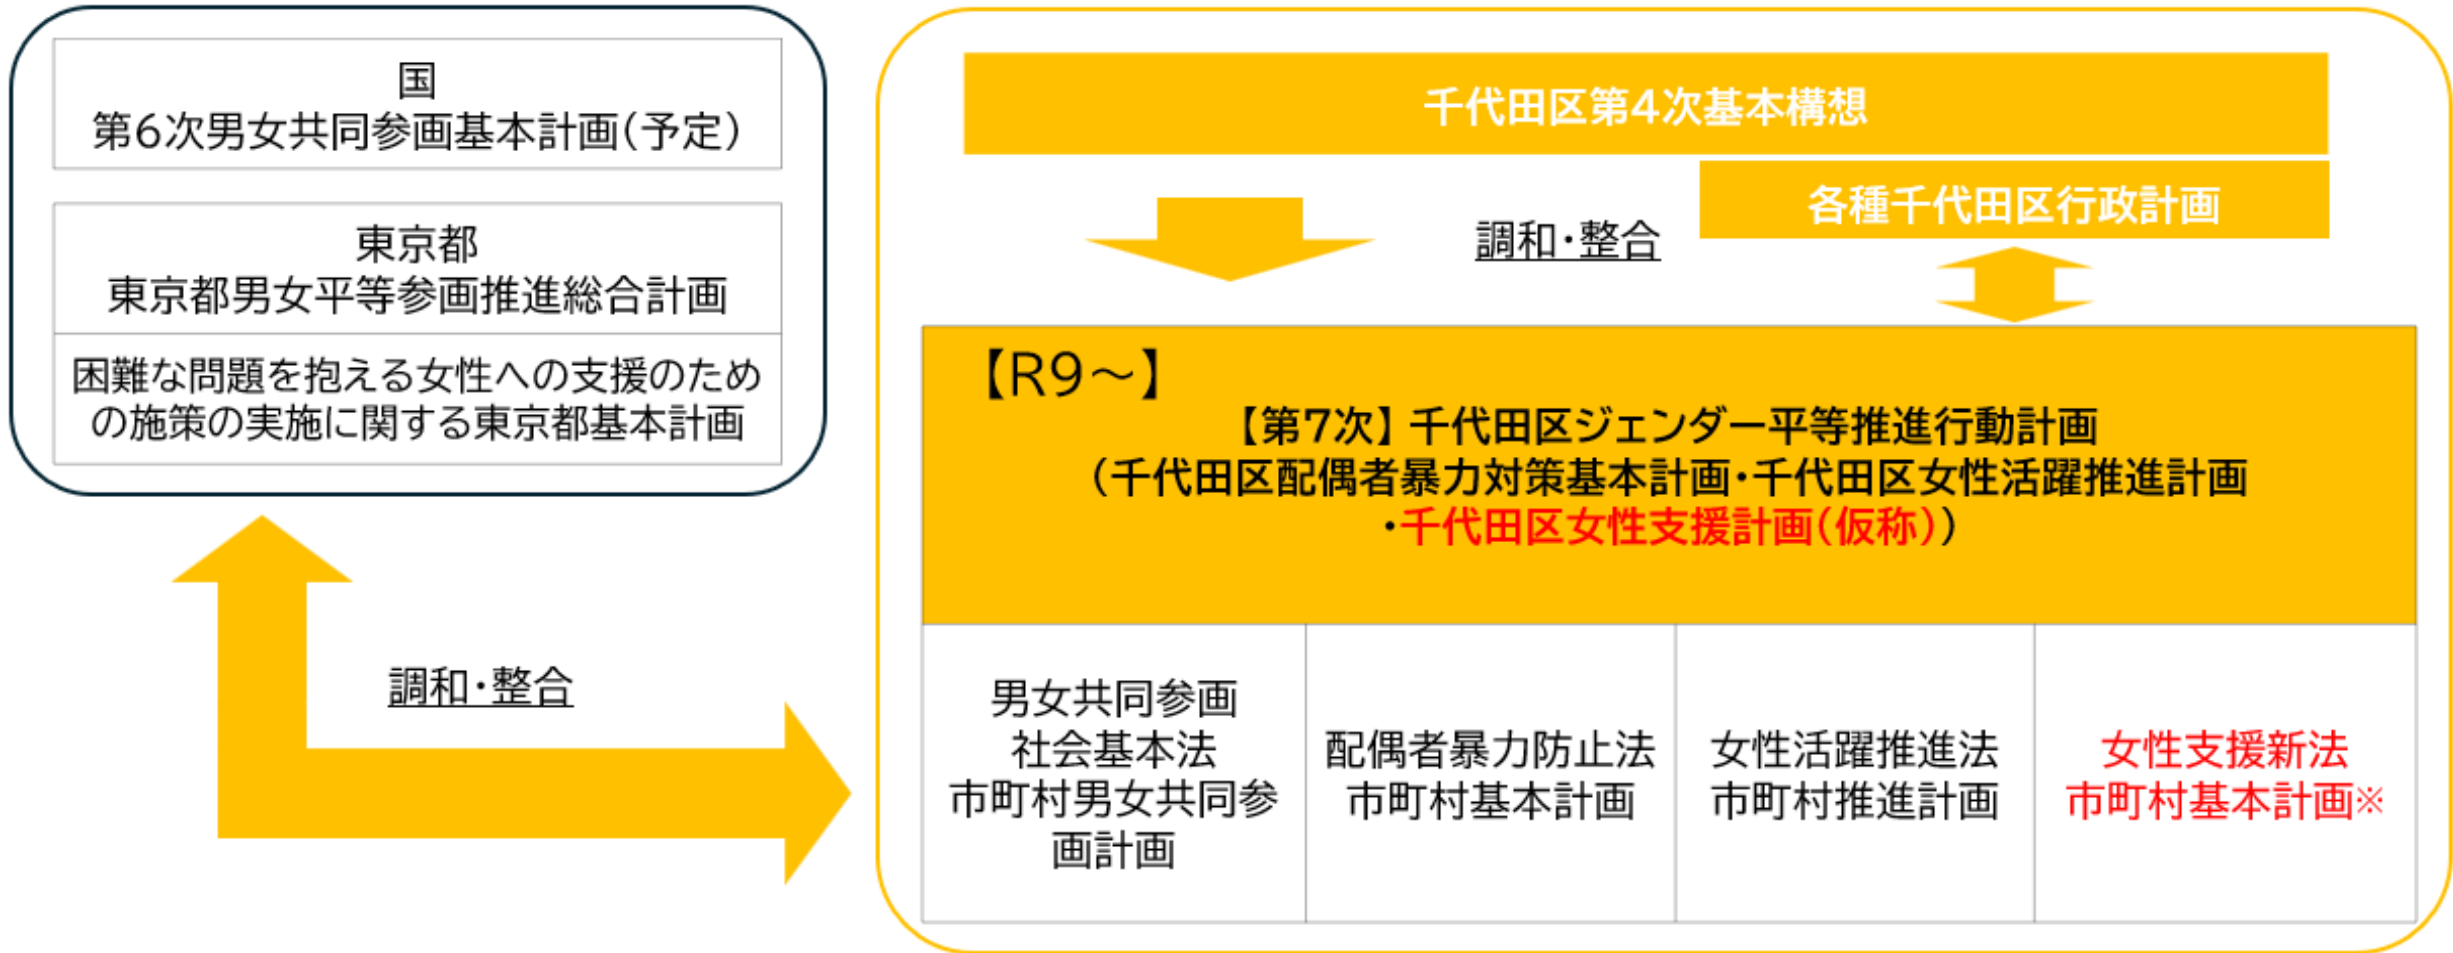 国
第6次男女共同参画基本計画(予定)
東京都
東京都男女平等参画推進総合計画
困難な問題を抱える女性への支援のため
の施策の実施に関する東京都基本計画
調和・整合
千代田区第4次基本構想
各種千代田区行政計画
調和・整合
【R9～】
【第7次】千代田区ジェンダー平等推進行動計画
(千代田区配偶者暴力対策基本計画・千代田区女性活躍推進計画
・千代田区女性支援計画(仮称))
男女共同参画
社会基本法
市町村男女共同参
画計画
配偶者暴力防止法
市町村基本計画
女性活躍推進法
市町村推進計画
女性支援新法
市町村基本計画※